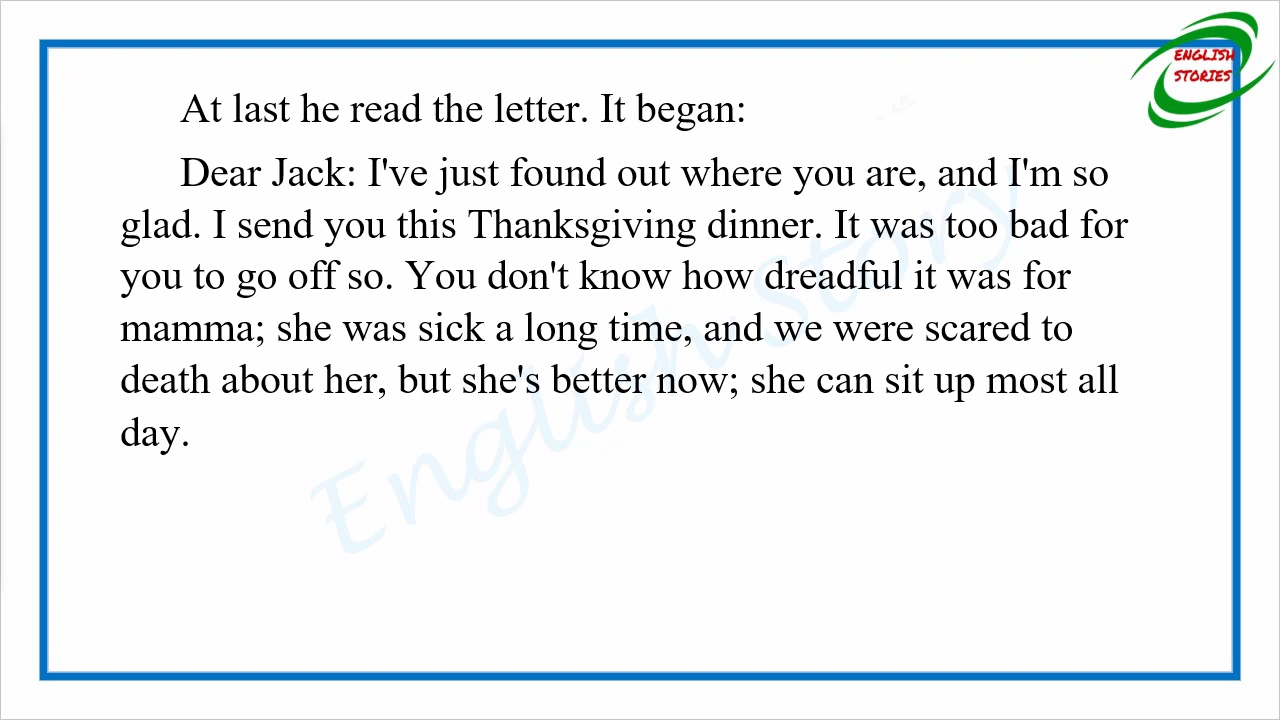 ENGLISH
STORIES
At last he read the letter. It began:
Dear Jack: I've just found out where you are, and I'm so
glad. I send you this Thanksgiving dinner. It was too bad for
you to go off so. You don't know how dreadful it was for
mamma; she was sick a long time, and we were scared to
death about her, but she's better now; she can sit up most all
day.
English Story